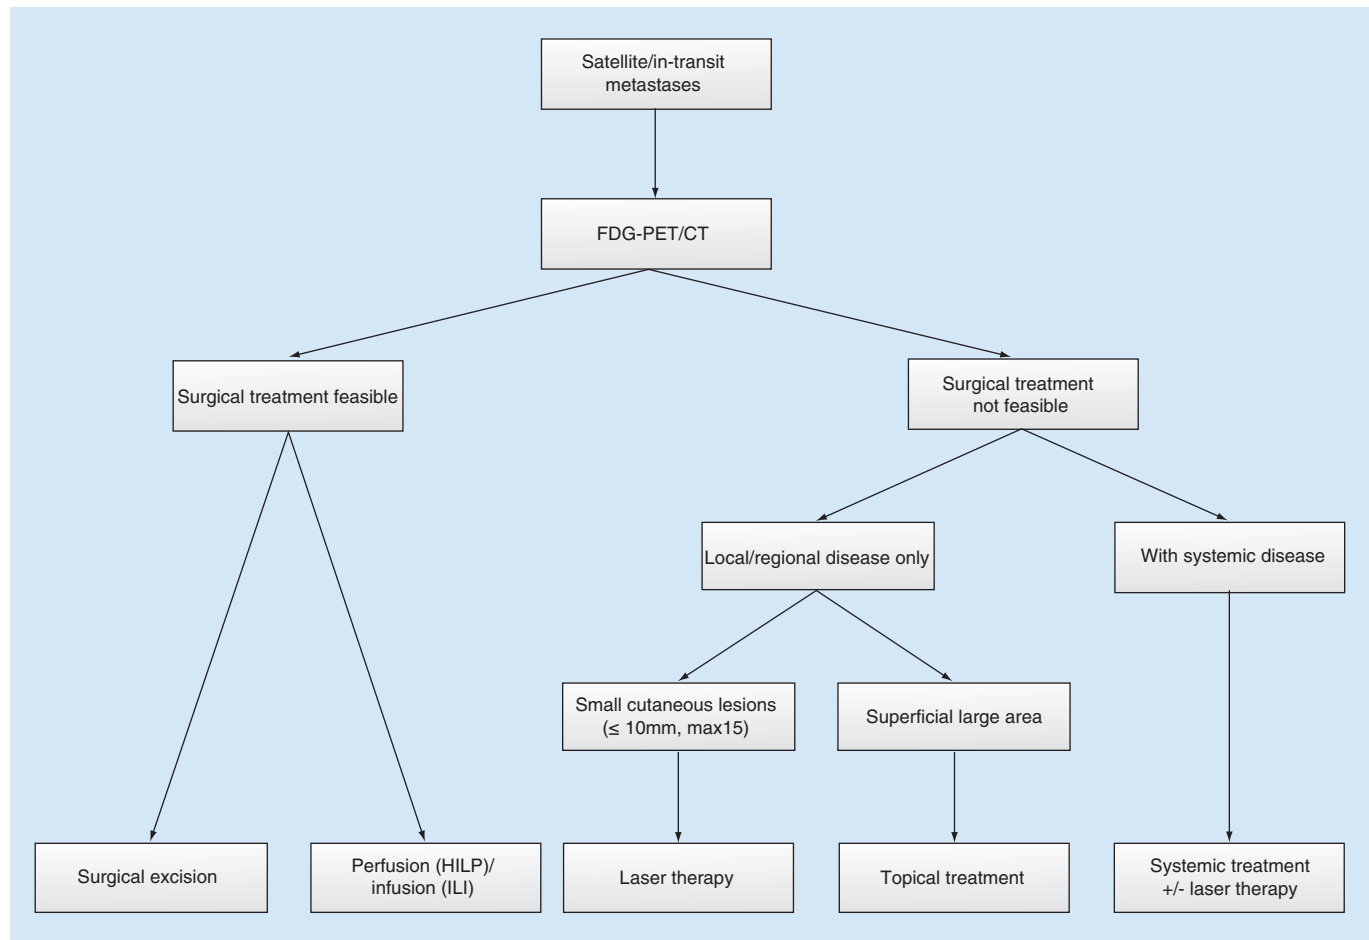 Satellite/in-transit
metastases
FDG-PET/CT
Surgical treatment feasible
Surgical treatment
not feasible
Local/regional disease only
With systemic disease
Small cutaneous lesions
(≤ 10mm, max15)
Superficial large area
Surgical excision
Perfusion (HILP)/
infusion (ILI)
Laser therapy
Topical treatment
Systemic treatment
+/- laser therapy